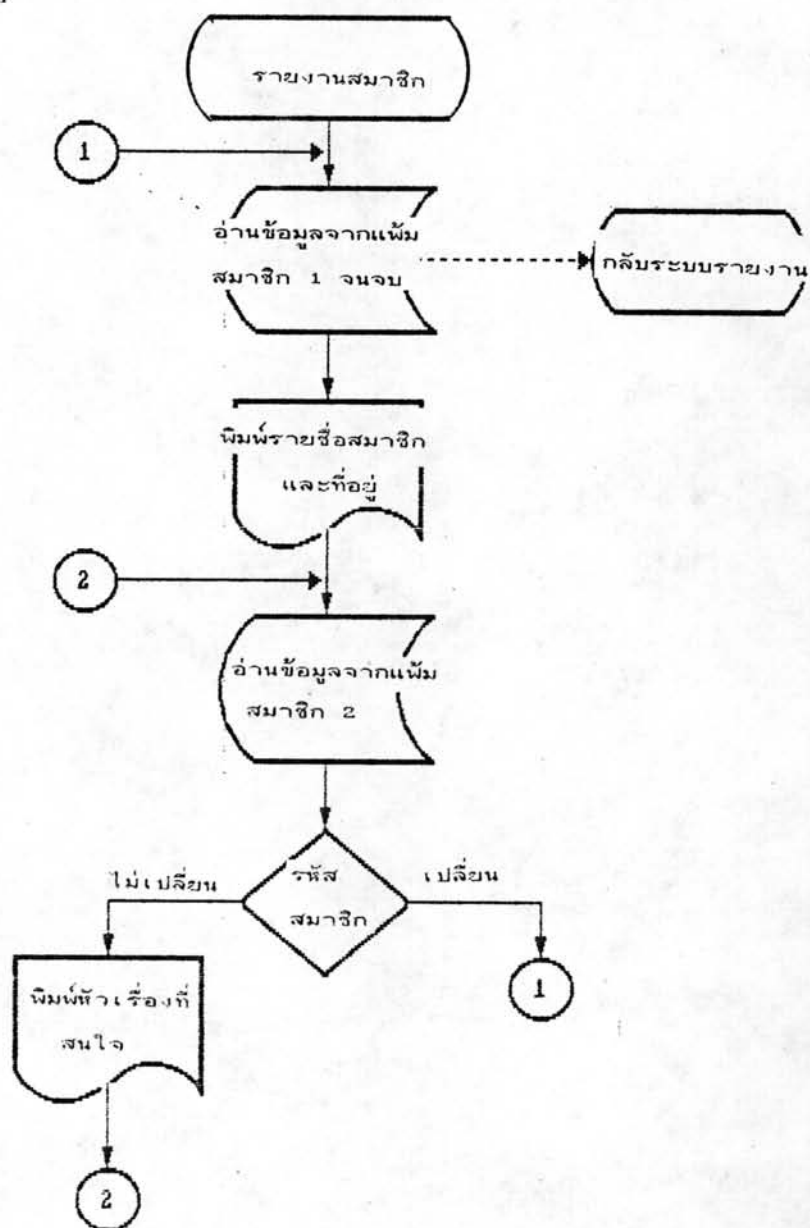 รายงานสมาชิก
1
อ่านข้อมูลจากแฟ้ม
สมาชิก 1 จนจบ
กลับระบบรายงาน
พิมพ์รายชื่อสมาชิก
และที่อยู่
2
อ่านข้อมูลจากแฟ้ม
สมาชิก 2
ไม่เปลี่ยน
รหัส
สมาชิก
เปลี่ยน
1
พิมพ์หัวเรื่องที่
สนใจ
2